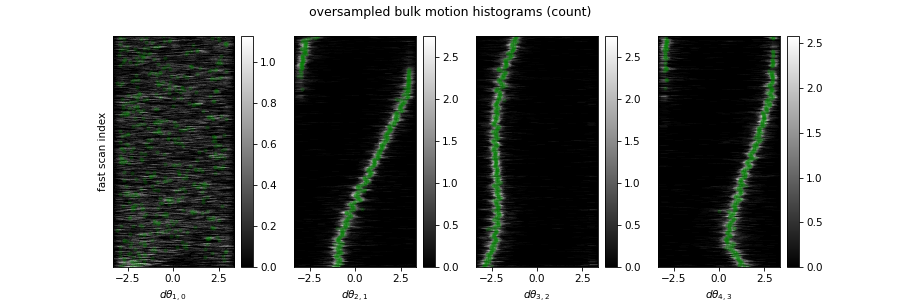 oversampled bulk motion histograms (count)
fast scan index
−2.5 0.0 2.5
dθ1,0
0.0 0.2 0.4 0.6 0.8 1.0
−2.5 0.0 2.5
dθ2,1
0.0 0.5 1.0 1.5 2.0 2.5
−2.5 0.0 2.5
dθ3,2
0.0 0.5 1.0 1.5 2.0 2.5
−2.5 0.0 2.5
dθ4,3
0.0 0.5 1.0 1.5 2.0 2.5